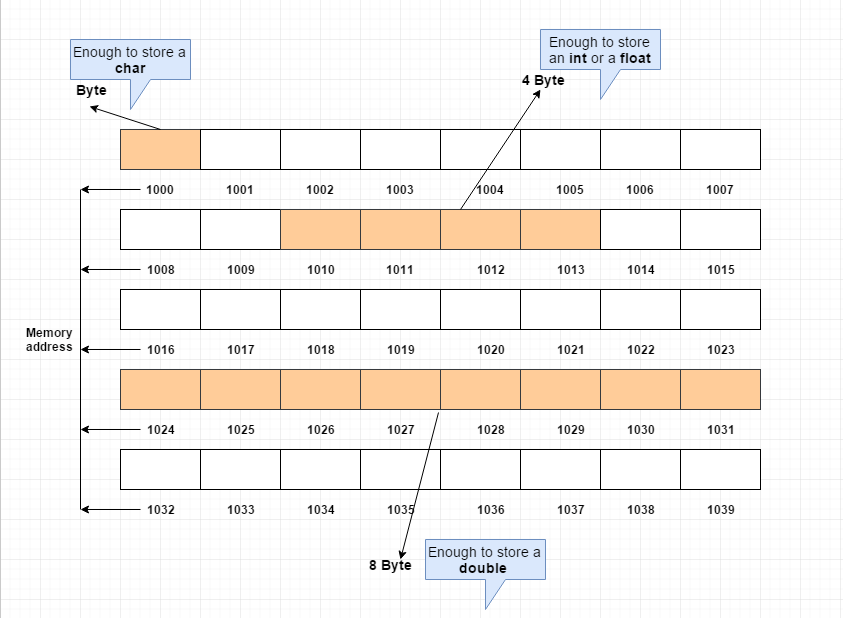 Enough to store a
char
Enough to store
an int or a float
Byte
4 Byte
1000 1001 1002 1003 1004 1005 1006 1007
1008 1009 1010 1011 1012 1013 1014 1015
Memory
address
1016 1017 1018 1019 1020 1021 1022 1023
1024 1025 1026 1027 1028 1029 1030 1031
1032 1033 1034 1035 1036 1037 1038 1039
8 Byte
Enough to store a
double